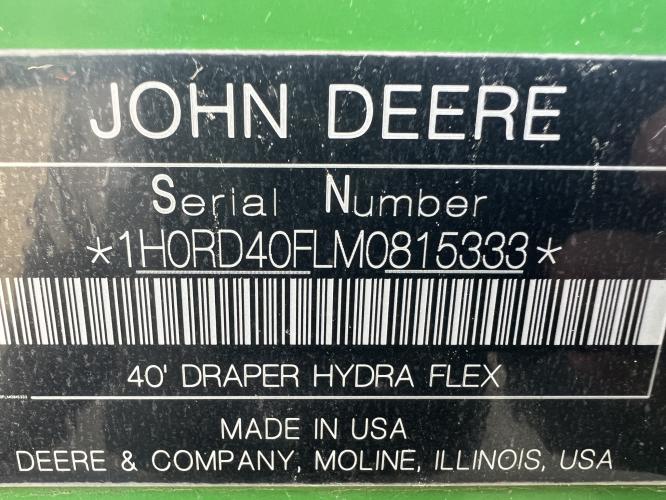 JOHN DEERE
Serial Number
*1H0RD40FLM0815333*
40' DRAPER HYDRA FLEX
MADE IN USA
DEERE & COMPANY, MOLINE, ILLINOIS, USA